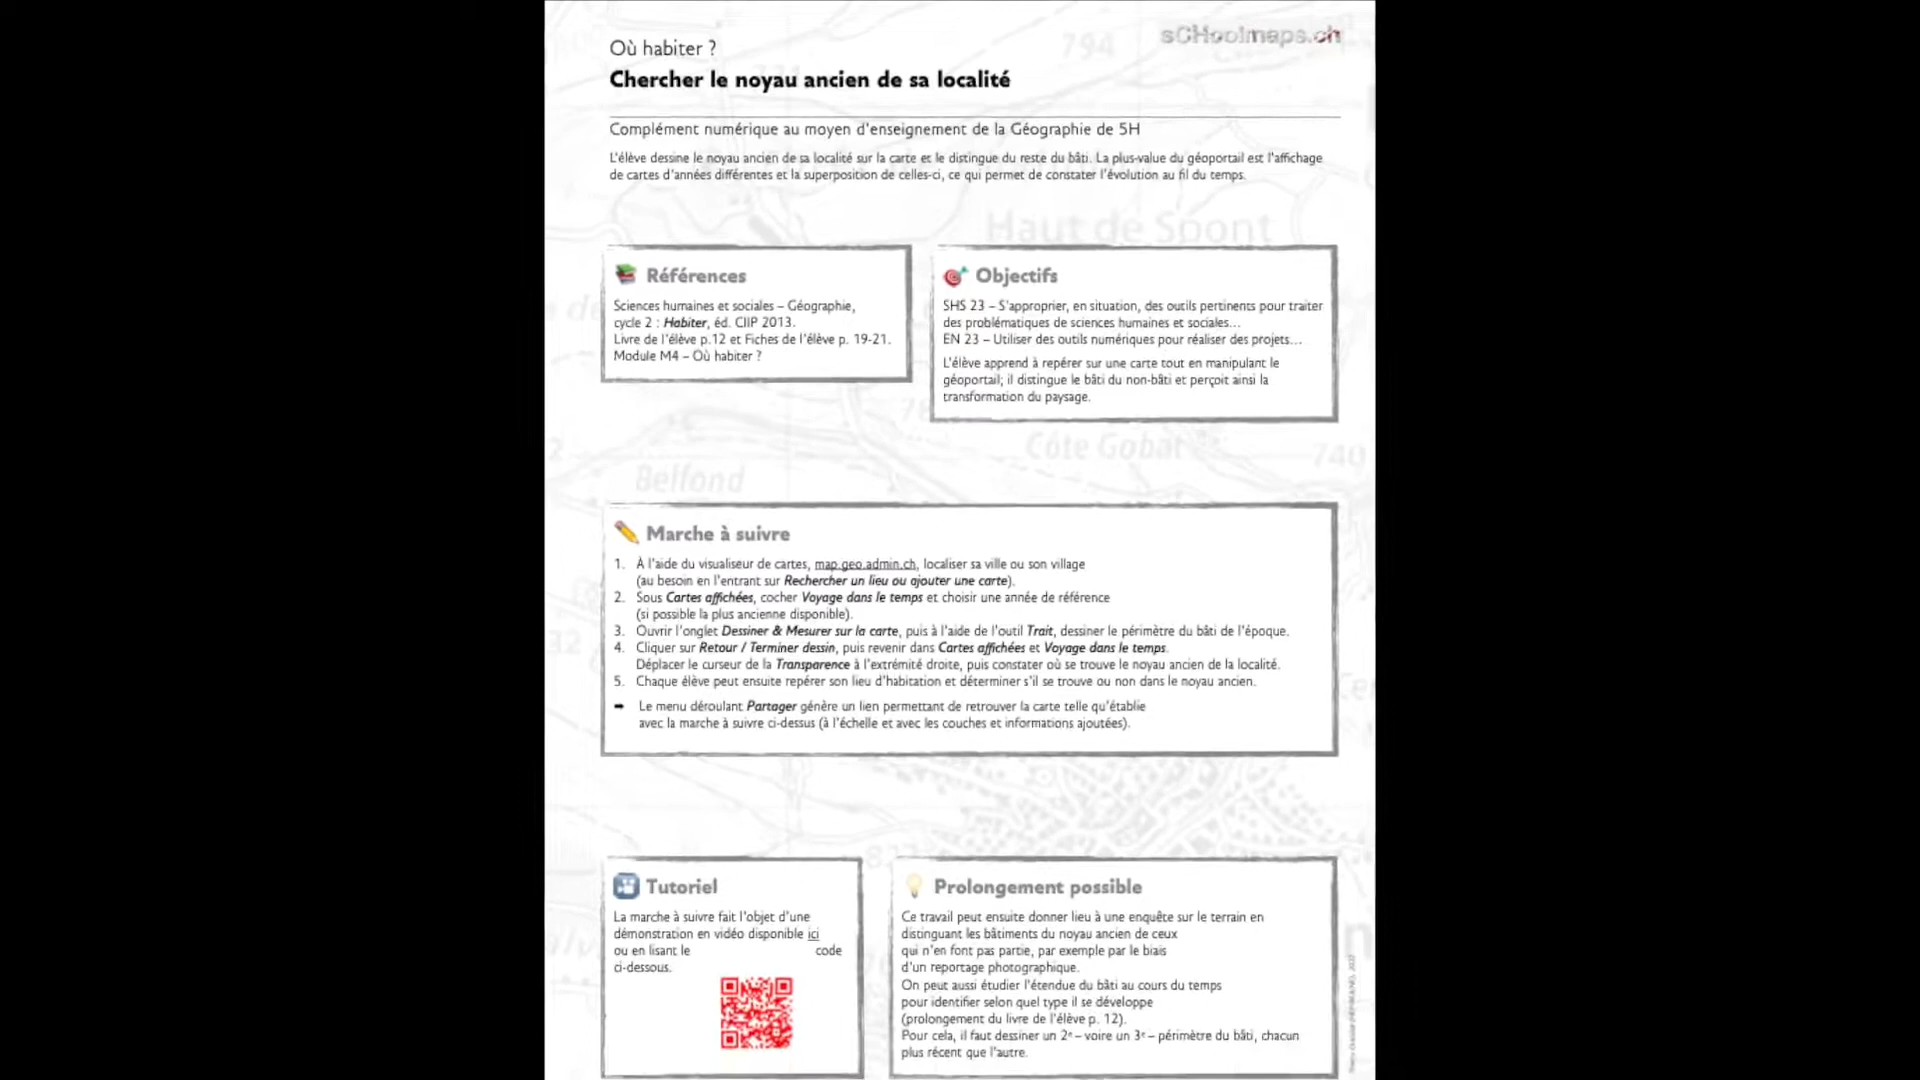 sCHoolmaps.ch
Où habiter ?
Chercher le noyau ancien de sa localité
Complément numérique au moyen d'enseignement de la Géographie de 5H
L'élève dessine le noyau ancien de sa localité sur la carte et le distingue du reste du bâti. La plus-value du géoportail est l'affichage
de cartes d'années différentes et la superposition de celles-ci, ce qui permet de constater l'évolution au fil du temps.
794
Haut de Spont
Références
Sciences humaines et sociales – Géographie,
cycle 2 : Habiter, éd. CIIP 2013.
Livre de l'élève p.12 et Fiches de l'élève p. 19-21.
Module M4 – Où habiter ?
Objectifs
SHS 23 – S'approprier, en situation, des outils pertinents pour traiter
des problématiques de sciences humaines et sociales...
EN 23 – Utiliser des outils numériques pour réaliser des projets...
L'élève apprend à repérer sur une carte tout en manipulant le
géoportail; il distingue le bâti du non-bâti et perçoit ainsi la
transformation du paysage.
Côte Gobat
740
Belfond
Marche à suivre
1. À l'aide du visualiseur de cartes, map.geo.admin.ch, localiser sa ville ou son village
(au besoin en l'entrant sur Rechercher un lieu ou ajouter une carte).
2. Sous Cartes affichées, cocher Voyage dans le temps et choisir une année de référence
(si possible la plus ancienne disponible).
3. Ouvrir l'onglet Dessiner & Mesurer sur la carte, puis à l'aide de l'outil Trait, dessiner le périmètre du bâti de l'époque.
4. Cliquer sur Retour / Terminer dessin, puis revenir dans Cartes affichées et Voyage dans le temps.
Déplacer le curseur de la Transparence à l'extrémité droite, puis constater où se trouve le noyau ancien de la localité.
5. Chaque élève peut ensuite repérer son lieu d'habitation et déterminer s'il se trouve ou non dans le noyau ancien.
➡ Le menu déroulant Partager génère un lien permettant de retrouver la carte telle qu'établie
avec la marche à suivre ci-dessus (à l'échelle et avec les couches et informations ajoutées).
Tutoriel
La marche à suivre fait l'objet d'une
démonstration en vidéo disponible ici
ou en lisant le code
ci-dessous.
Prolongement possible
Ce travail peut ensuite donner lieu à une enquête sur le terrain en
distinguant les bâtiments du noyau ancien de ceux
qui n'en font pas partie, par exemple par le biais
d'un reportage photographique.
On peut aussi étudier l'étendue du bâti au cours du temps
pour identifier selon quel type il se développe
(prolongement du livre de l'élève p. 12).
Pour cela, il faut dessiner un 2e – voire un 3e – périmètre du bâti, chacun
plus récent que l'autre.